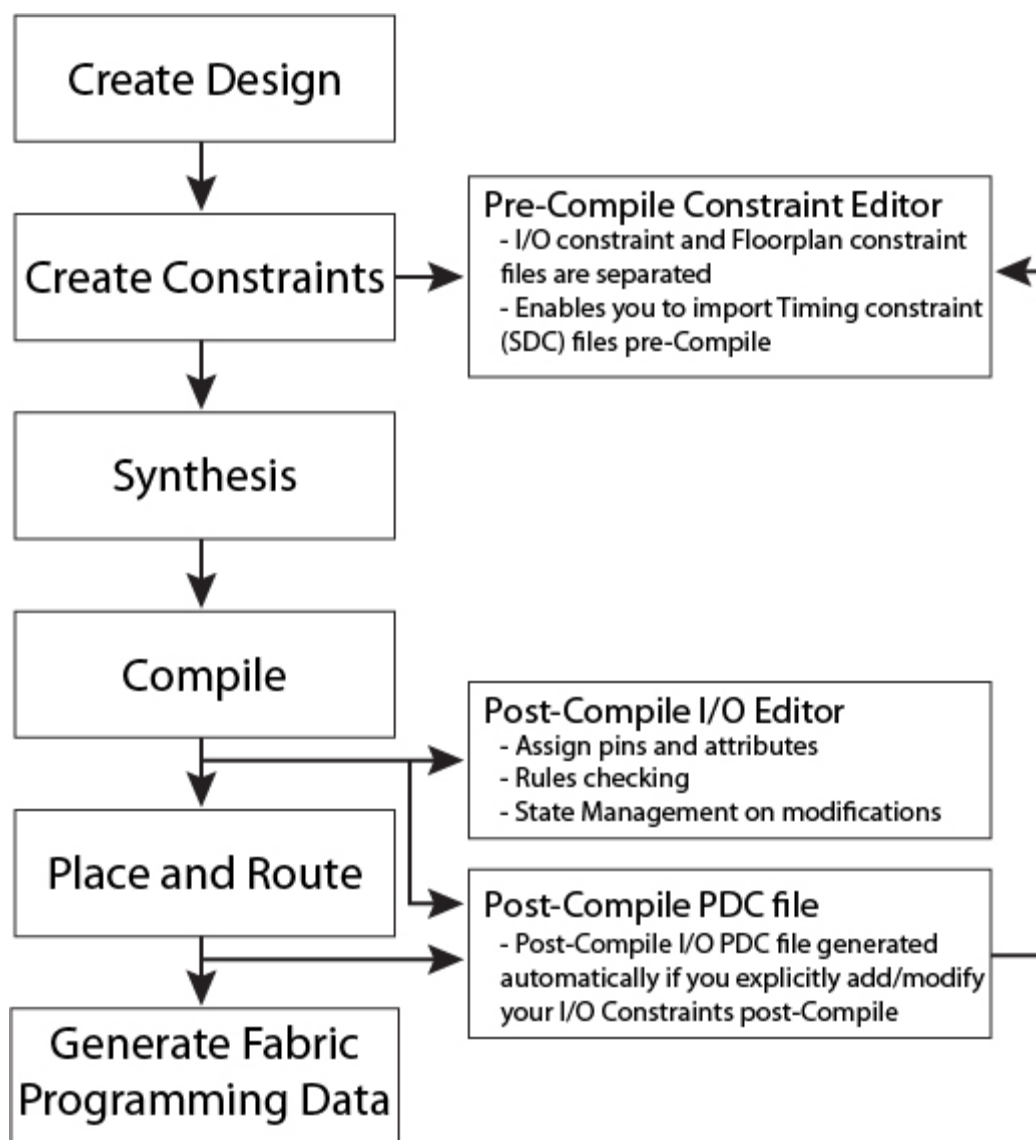 Create Design
Create Constraints
Pre-Compile Constraint Editor
- I/O constraint and Floorplan constraint
files are separated
- Enables you to import Timing constraint
(SDC) files pre-Compile
Synthesis
Compile
Post-Compile I/O Editor
- Assign pins and attributes
- Rules checking
- State Management on modifications
Place and Route
Post-Compile PDC file
- Post-Compile I/O PDC file generated
automatically if you explicitly add/modify
your I/O Constraints post-Compile
Generate Fabric
Programming Data